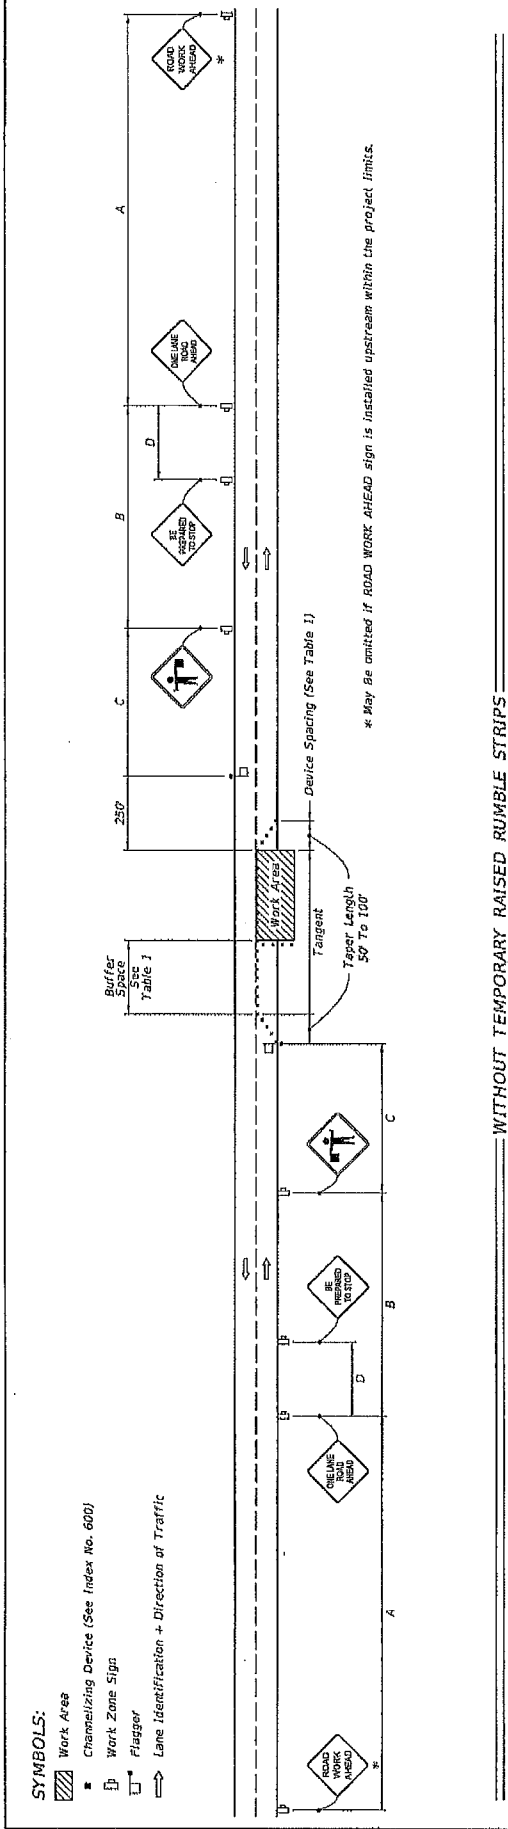 SYMBOLS:
Work Area
Channelizing Device (See Index No. 600)
Work Zone Sign
Flagger
Lane Identification + Direction of Traffic
ROAD
WORK
AHEAD
*
A
ONE LANE
ROAD
AHEAD
D
BE
PREPARED
TO STOP
B
C
Buffer
Space
See
Table 1
250'
C
B
D
A
BE
PREPARED
TO STOP
ONE LANE
ROAD
AHEAD
ROAD
WORK
AHEAD
*
Work Area
Tangent
Taper Length
50' To 100'
Device Spacing (See Table 1)
* May Be omitted if ROAD WORK AHEAD sign is installed upstream within the project limits.
WITHOUT TEMPORARY RAISED RUMBLE STRIPS